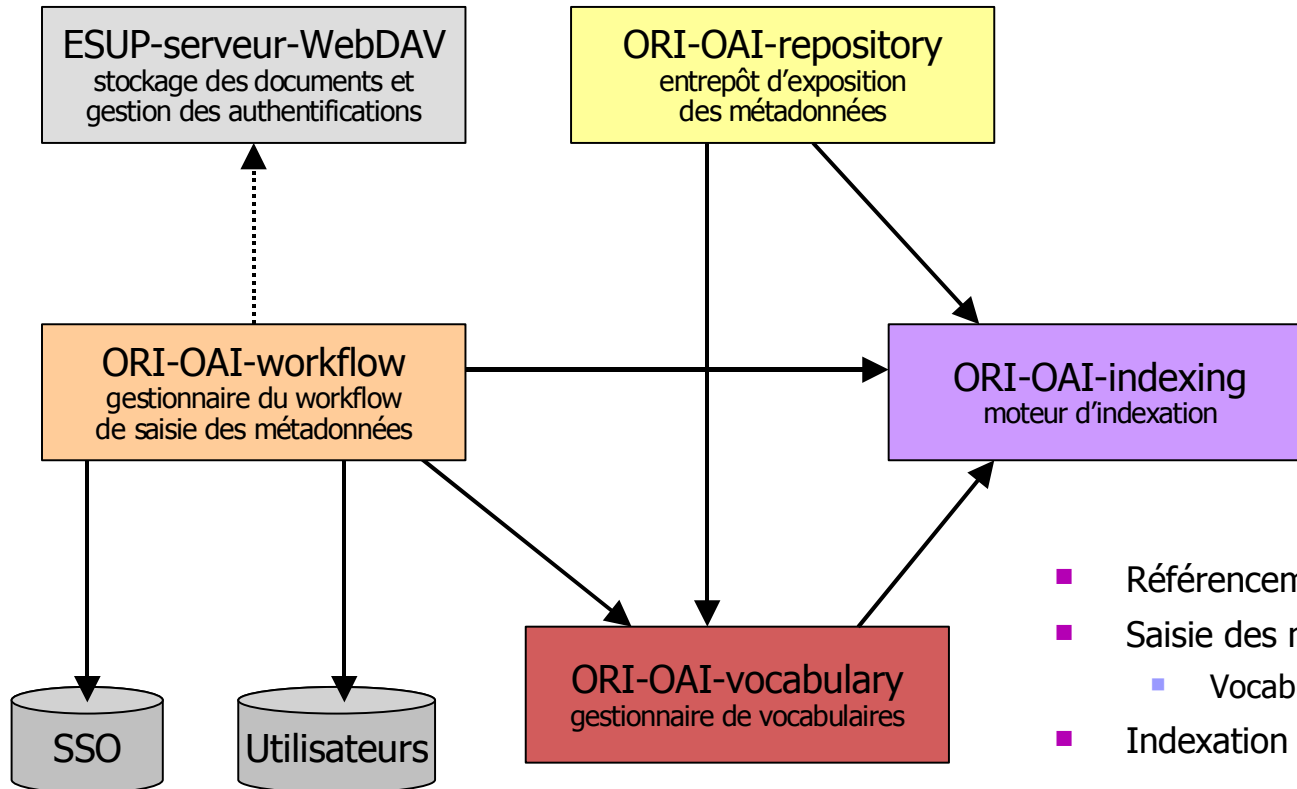 ESUP-serveur-WebDAV
stockage des documents et
gestion des authentifications
ORI-OAI-repository
entrepôt d'exposition
des métadonnées
ORI-OAI-workflow
gestionnaire du workflow
de saisie des métadonnées
ORI-OAI-indexing
moteur d'indexation
ORI-OAI-vocabulary
gestionnaire de vocabulaires
SSO
Utilisateurs
Saisie des
Indexation